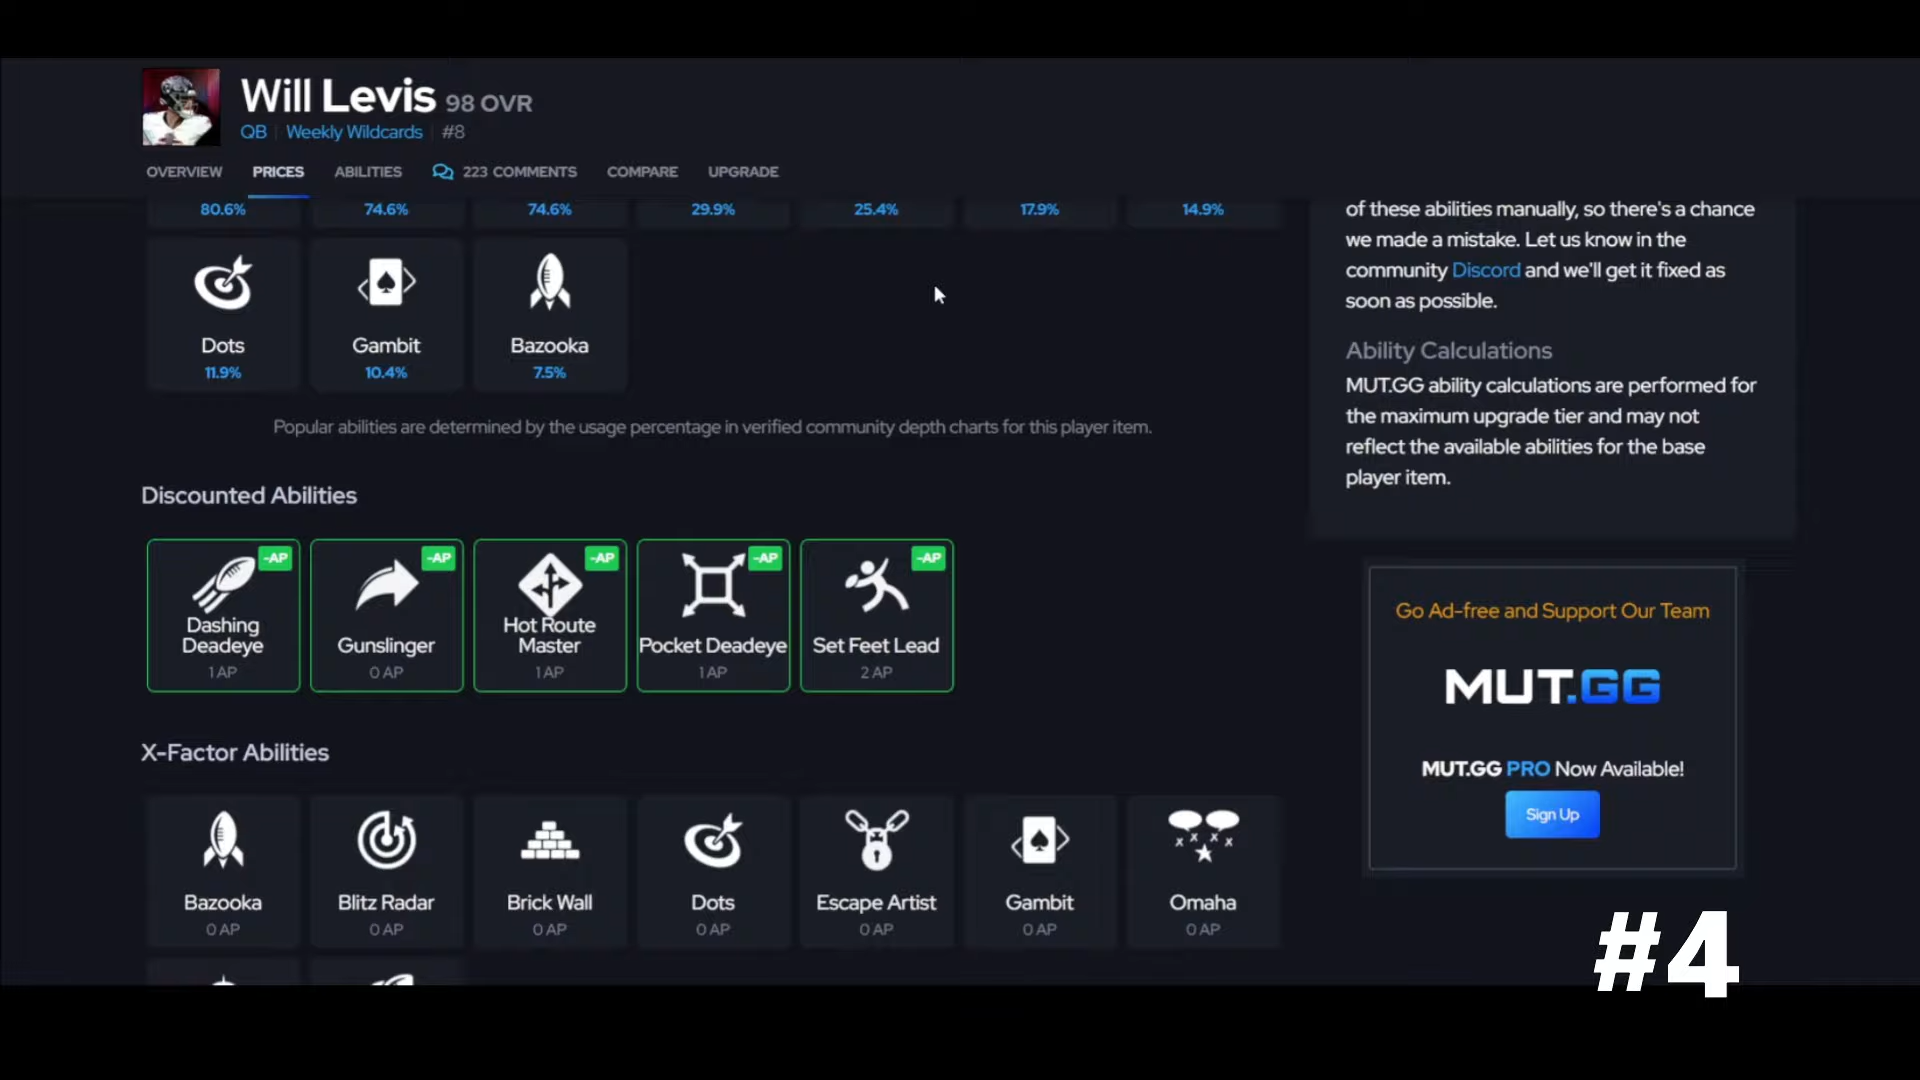 Will Levis 98 OVR
QB Weekly Wildcards #8
OVERVIEW PRICES ABILITIES 223 COMMENTS COMPARE UPGRADE
80.6% 74.6% 74.6% 29.9% 25.4% 17.9% 14.9%
Dots Gambit Bazooka
11.9% 10.4% 7.5%
Popular abilities are determined by the usage percentage in verified community depth charts for this player item.
Discounted Abilities
-AP -AP -AP -AP -AP
Dashing Deadeye Gunslinger Hot Route Master Pocket Deadeye Set Feet Lead
1 AP 0 AP 1 AP 1 AP 2 AP
X-Factor Abilities
Bazooka Blitz Radar Brick Wall Dots Escape Artist Gambit Omaha
0 AP 0 AP 0 AP 0 AP 0 AP 0 AP 0 AP
of these abilities manually, so there's a chance
we made a mistake. Let us know in the
community Discord and we'll get it fixed as
soon as possible.
Ability Calculations
MUT.GG ability calculations are performed for
the maximum upgrade tier and may not
reflect the available abilities for the base
player item.
Go Ad-free and Support Our Team
MUT.GG
MUT.GG PRO Now Available!
Sign Up
#4